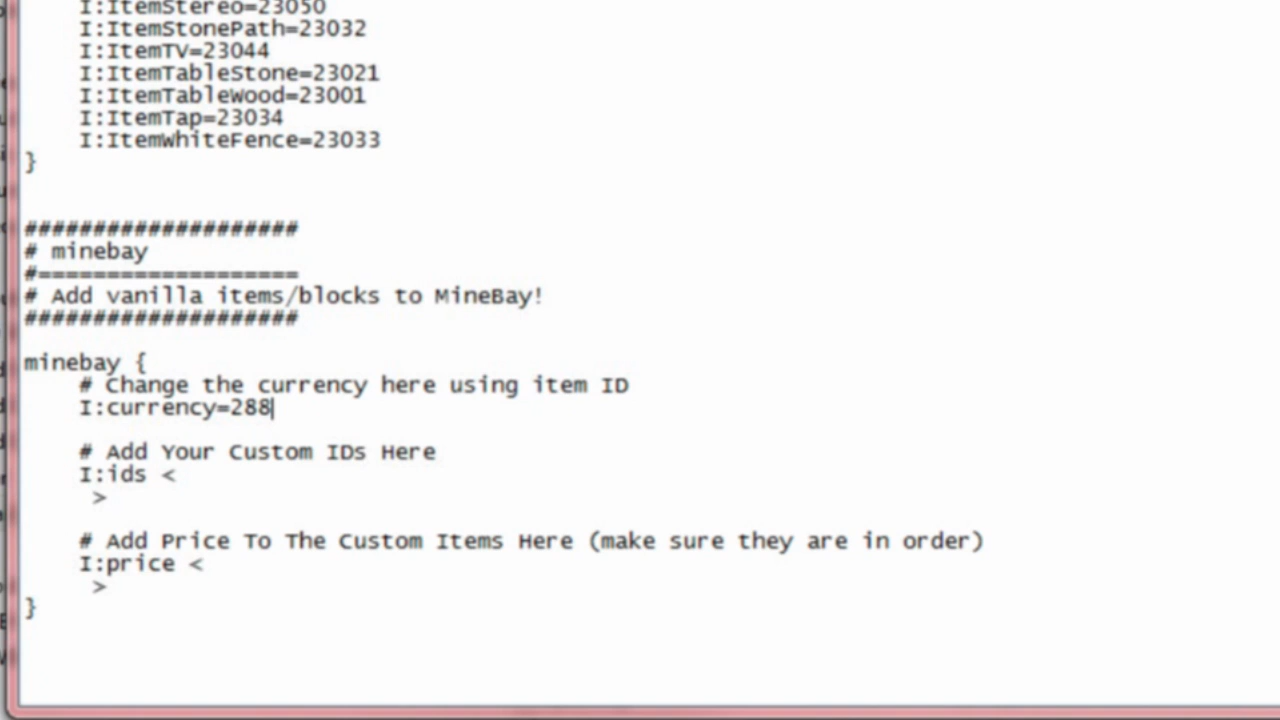 I:ItemStereo=23050
I:ItemStonePath=23032
I:ItemTV=23044
I:ItemTableStone=23021
I:ItemTableWood=23001
I:ItemTap=23034
I:ItemWhiteFence=23033
}
####################
# minebay
#===================
# Add vanilla items/blocks to MineBay!
####################
minebay {
# Change the currency here using item ID
I:currency=288
# Add Your Custom IDs Here
I:ids <
>
# Add Price To The Custom Items Here (make sure they are in order)
I:price <
>
}